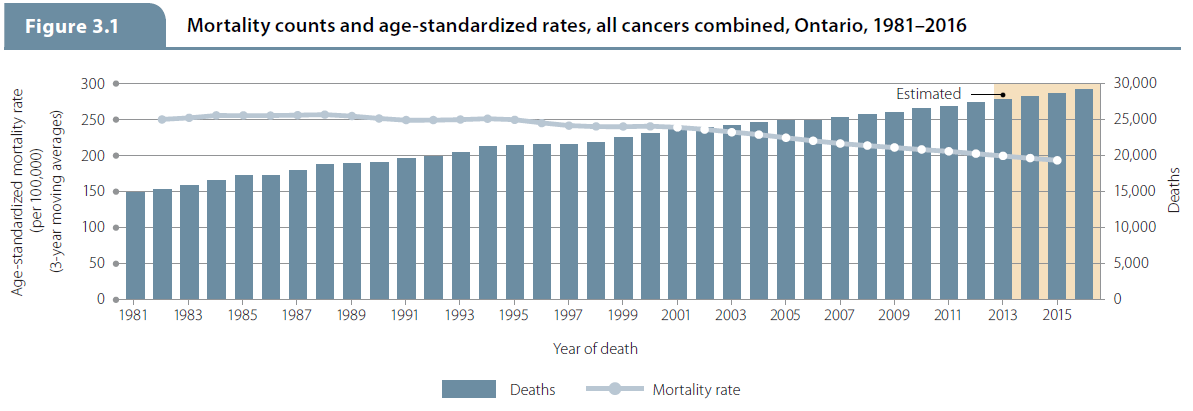 Figure 3.1
Mortality counts and age-standardized rates, all cancers combined, Ontario, 1981–2016
Age-standardized mortality rate
(per 100,000)
(3-year moving averages)
300
250
200
150
100
50
0
Estimated
30,000
25,000
20,000
15,000
10,000
5,000
0
Deaths
1981 1983 1985 1987 1989 1991 1993 1995 1997 1999 2001 2003 2005 2007 2009 2011 2013 2015
Year of death
Deaths Mortality rate